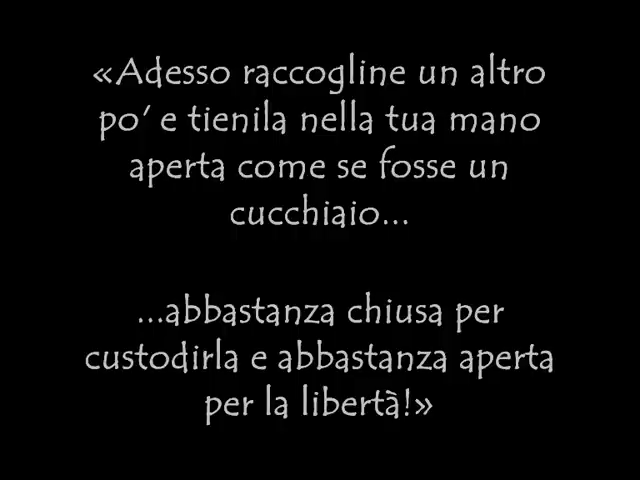 «Adesso raccogline un altro
po' e tienila nella tua mano
aperta come se fosse un
cucchiaio...
...abbastanza chiusa per
custodirla e abbastanza aperta
per la libertà!»